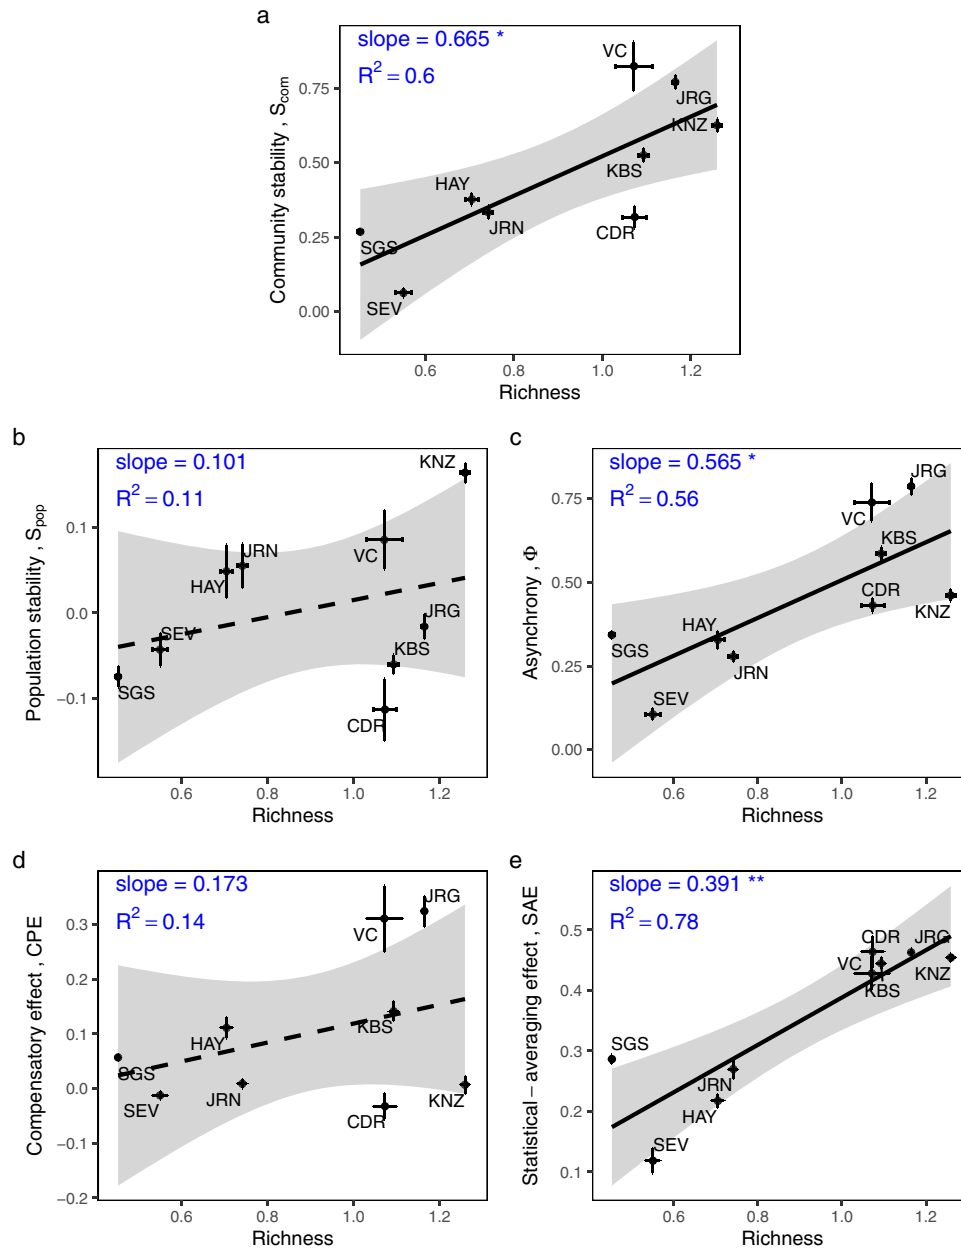 a
slope = 0.665 *
R² = 0.6
VC
JRG
KNZ
KBS
HAY
JRN
CDR
SGS
SEV
0.75
0.50
0.25
0.00
Community stability , S_com
0.6 0.8 1.0 1.2
Richness
b
slope = 0.101
R² = 0.11
KNZ
VC
JRN
HAY
SEV
JRG
KBS
SGS
CDR
0.1
0.0
−0.1
Population stability , S_pop
0.6 0.8 1.0 1.2
Richness
c
slope = 0.565 *
R² = 0.56
JRG
VC
KBS
CDR
KNZ
HAY
SGS
JRN
SEV
0.75
0.50
0.25
0.00
Asynchrony , Φ
0.6 0.8 1.0 1.2
Richness
d
slope = 0.173
R² = 0.14
JRG
VC
KBS
HAY
SGS
SEV
JRN
CDR
KNZ
0.3
0.2
0.1
0.0
−0.1
−0.2
Compensatory effect , CPE
0.6 0.8 1.0 1.2
Richness
e
slope = 0.391 **
R² = 0.78
CDR
JRG
VC
KNZ
KBS
SGS
JRN
HAY
SEV
0.5
0.4
0.3
0.2
0.1
Statistical − averaging effect , SAE
0.6 0.8 1.0 1.2
Richness